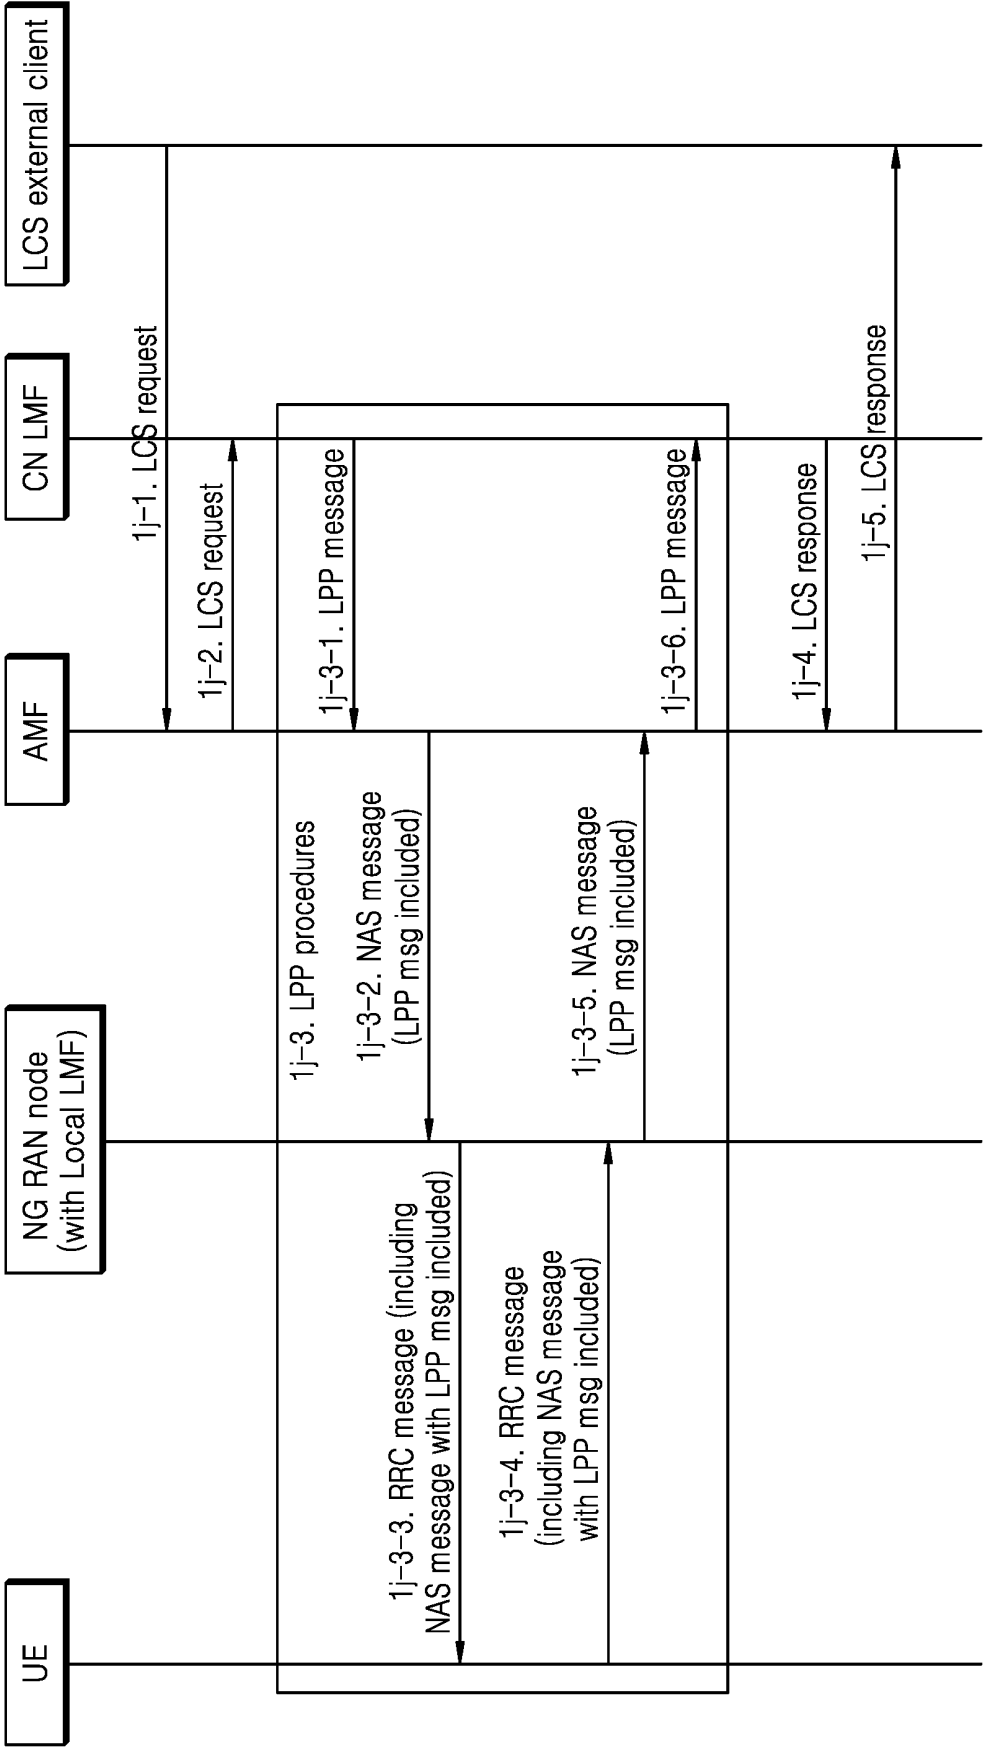 UE
NG RAN node
(with Local LMF)
AMF
CN LMF
LCS external client
1j-1. LCS request
1j-2. LCS request
1j-3. LPP procedures
1j-3-1. LPP message
1j-3-2. NAS message
(LPP msg included)
1j-3-3. RRC message (including
NAS message with LPP msg included)
1j-3-4. RRC message
(including NAS message
with LPP msg included)
1j-3-5. NAS message
(LPP msg included)
1j-3-6. LPP message
1j-4. LCS response
1j-5. LCS response